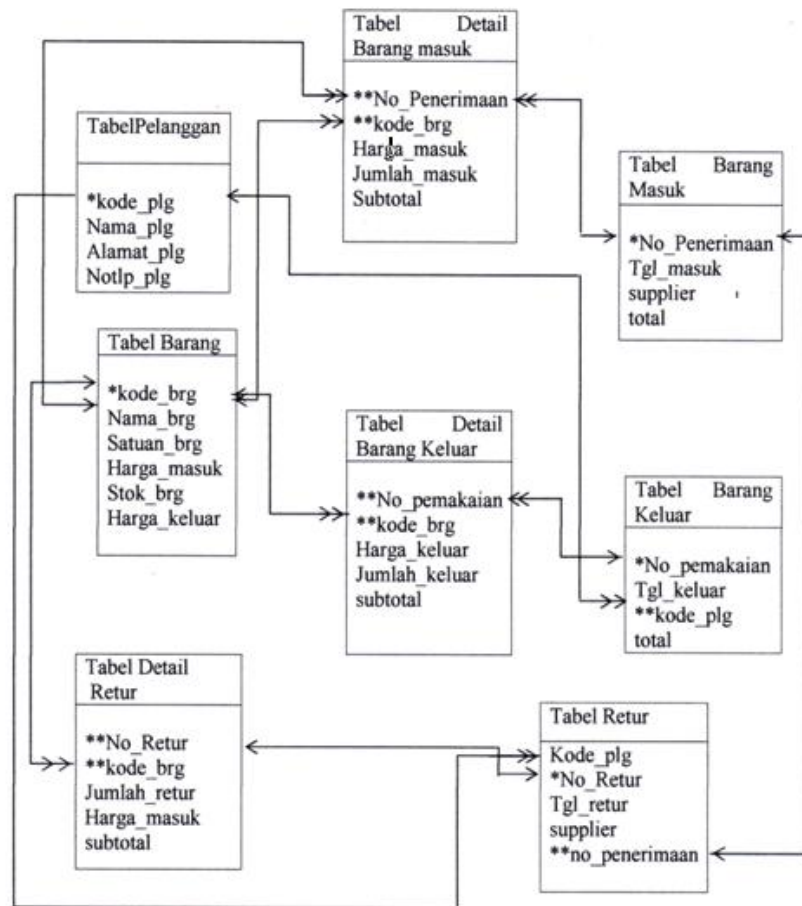 Tabel Detail
Barang masuk
**No_Penerimaan
**kode_brg
Harga_masuk
Jumlah_masuk
Subtotal
TabelPelanggan
*kode_plg
Nama_plg
Alamat_plg
Notlp_plg
Tabel Barang
Masuk
*No_Penerimaan
Tgl_masuk
supplier
total
Tabel Barang
*kode_brg
Nama_brg
Satuan_brg
Harga_masuk
Stok_brg
Harga_keluar
Tabel Detail
Barang Keluar
**No_pemakaian
**kode_brg
Harga_keluar
Jumlah_keluar
subtotal
Tabel Barang
Keluar
*No_pemakaian
Tgl_keluar
**kode_plg
total
Tabel Detail
Retur
**No_Retur
**kode_brg
Jumlah_retur
Harga_masuk
subtotal
Tabel Retur
Kode_plg
*No_Retur
Tgl_retur
supplier
**no_penerimaan